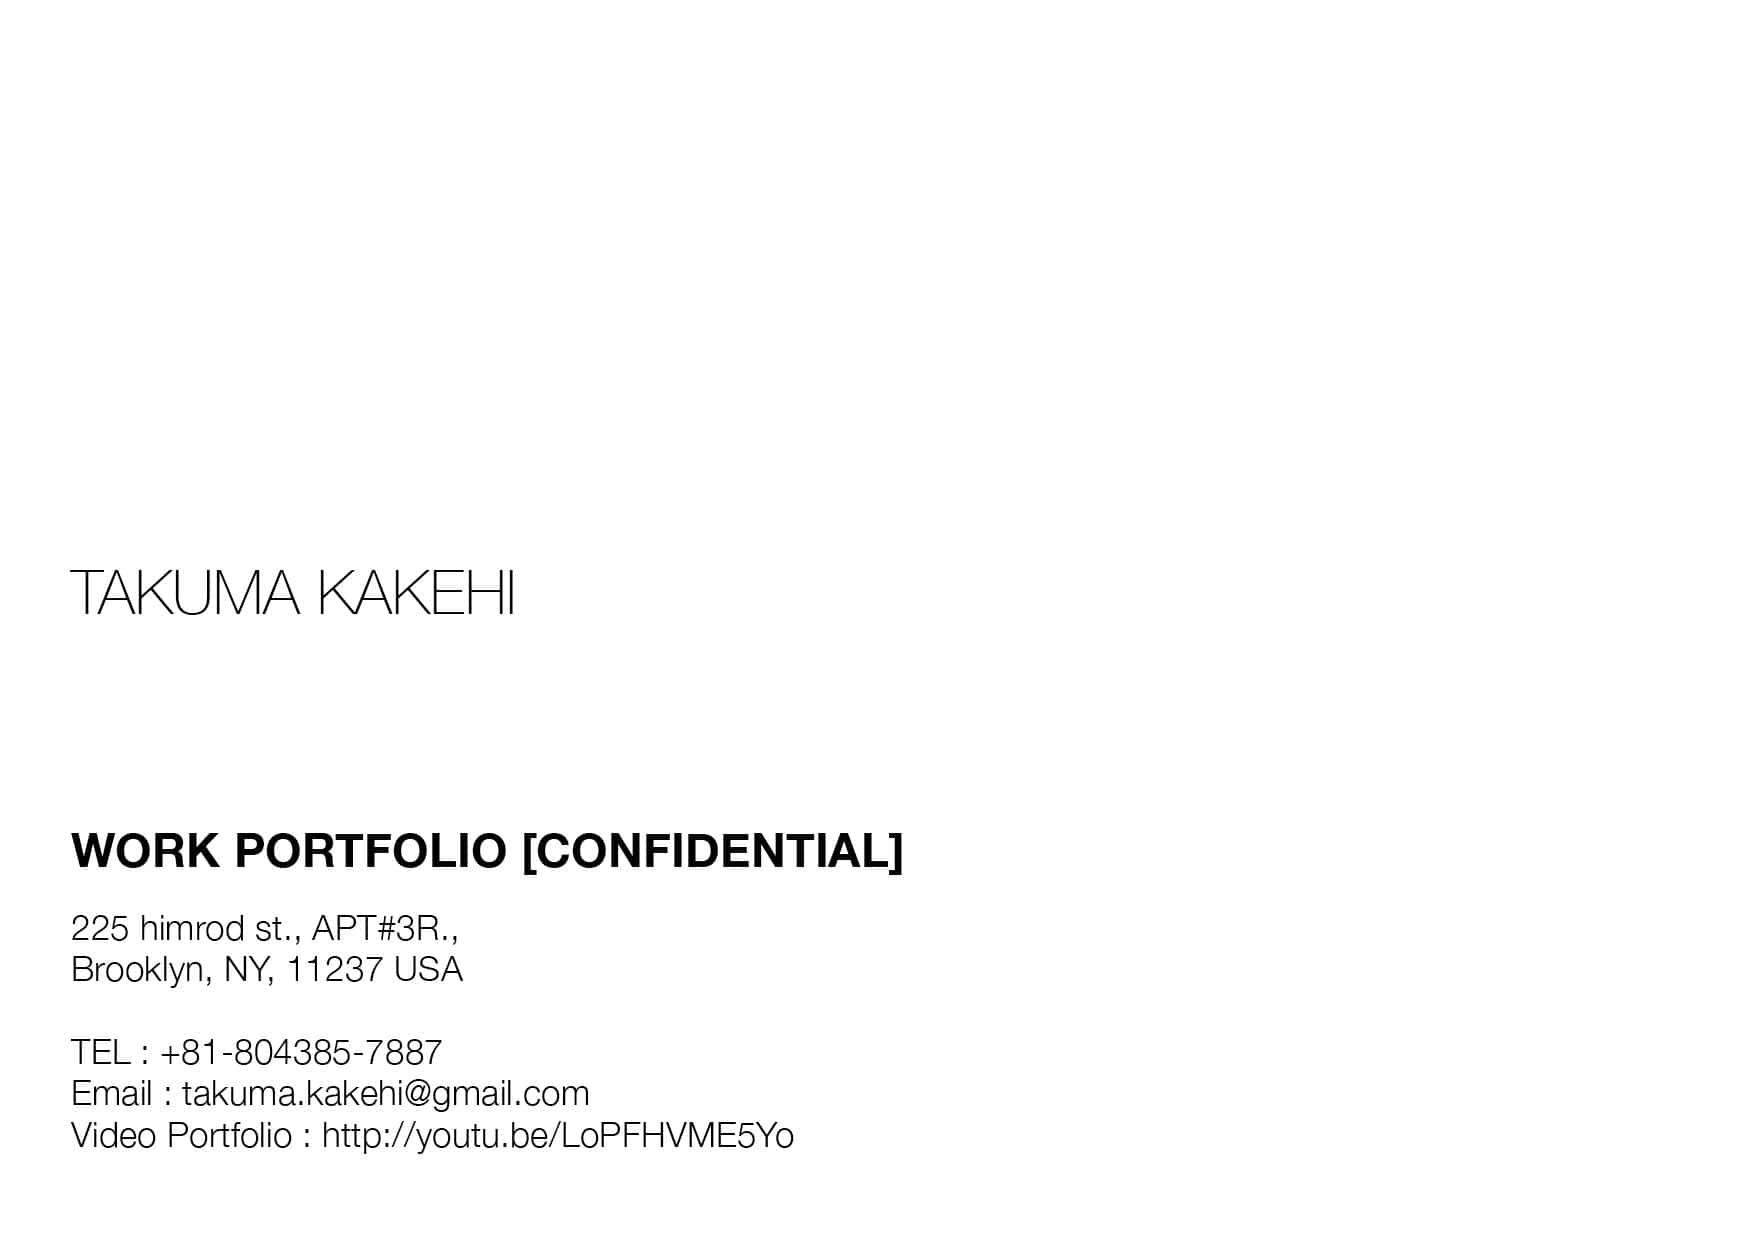 TAKUMA KAKEHI
WORK PORTFOLIO [CONFIDENTIAL]
225 himrod st., APT#3R.,
Brooklyn, NY, 11237 USA
TEL : +81-804385-7887
Email : takuma.kakehi@gmail.com
Video Portfolio : http://youtu.be/LoPFHVME5Yo